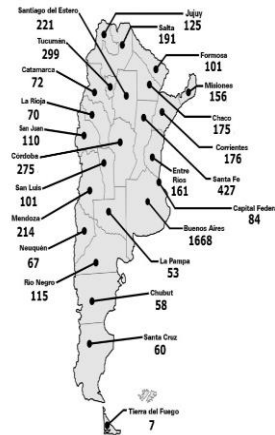 Jujuy
125
Santiago del Estero
221
Salta
191
Tucumán
299
Formosa
101
Catamarca
72
Misiones
156
La Rioja
70
Chaco
175
San Juan
110
Corrientes
176
Córdoba
275
Entre
Ríos
161
Santa Fe
427
San Luis
101
Capital Federal
84
Mendoza
214
Buenos Aires
1668
Neuquén
67
La Pampa
53
Río Negro
115
Chubut
58
Santa Cruz
60
Tierra del Fuego
7